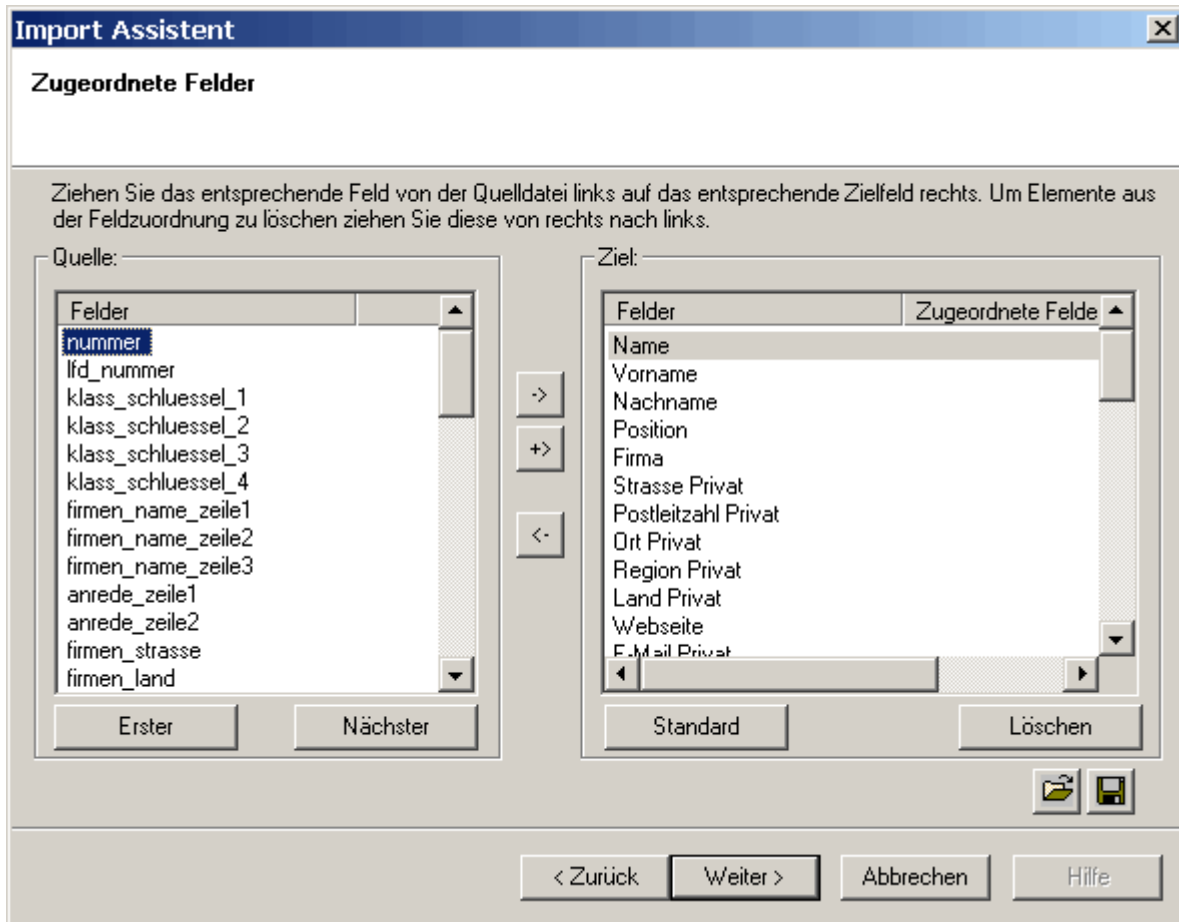 Import Assistent
Zugeordnete Felder
Ziehen Sie das entsprechende Feld von der Quelldatei links auf das entsprechende Zielfeld rechts. Um Elemente aus
der Feldzuordnung zu löschen ziehen Sie diese von rechts nach links.
Quelle:
Felder
nummer
lfd_nummer
klass_schluessel_1
klass_schluessel_2
klass_schluessel_3
klass_schluessel_4
firmen_name_zeile1
firmen_name_zeile2
firmen_name_zeile3
anrede_zeile1
anrede_zeile2
firmen_strasse
firmen_land
Erster
Nächster
->
+>
<-
Ziel:
Felder
Zugeordnete Felde
Name
Vorname
Nachname
Position
Firma
Strasse Privat
Postleitzahl Privat
Ort Privat
Region Privat
Land Privat
Webseite
E-Mail Privat
Standard
Löschen
< Zurück
Weiter >
Abbrechen
Hilfe